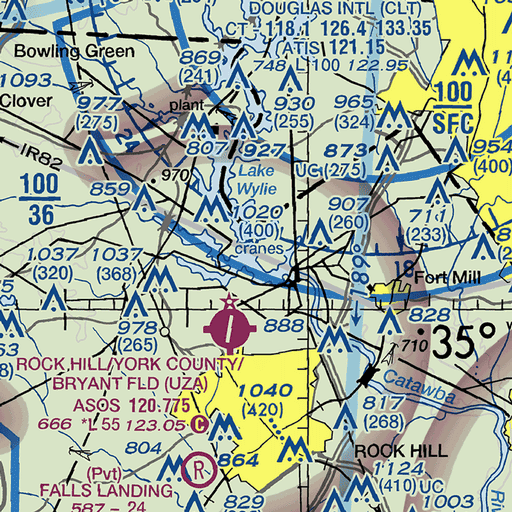 DOUGLAS INTL (CLT)
CT - 118.1 126.4 133.35
ATIS 121.15
748 L 100 122.95
Bowling Green
869
(241)
1093
Clover
plant
977
(275)
2A
930
(255)
965
(324)
100
SFC
807
927
873
UC (275)
954
(400)
IR82
970
Lake
Wylie
100
36
859
1020
(400)
cranes
907
(260)
711
(233)
1037
(320)
1037
(368)
189°
18
Fort Mill
978
(265)
888
828
710
35°
ROCK HILL/YORK COUNTY/
BRYANT FLD (UZA)
ASOS 120.775
666 *L 55 123.05 C
1040
(420)
Catawba
817
(268)
804
864
ROCK HILL
(Pvt)
R
FALLS LANDING
587 - 24
829
1124
(410) UC
1003